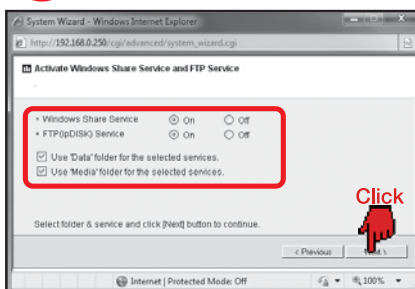 System Wizard - Windows Internet Explorer
http://192.168.0.250/cgi/advanced/system_wizard.cgi
Activate Windows Share Service and FTP Service
• Windows Share Service On Off
• FTP(ipDISK) Service On Off
Use 'Data' folder for the selected services.
Use 'Media' folder for the selected services.
Click
Select folder & service and click [Next] button to continue.
< Previous Next >
Internet | Protected Mode: Off 100%